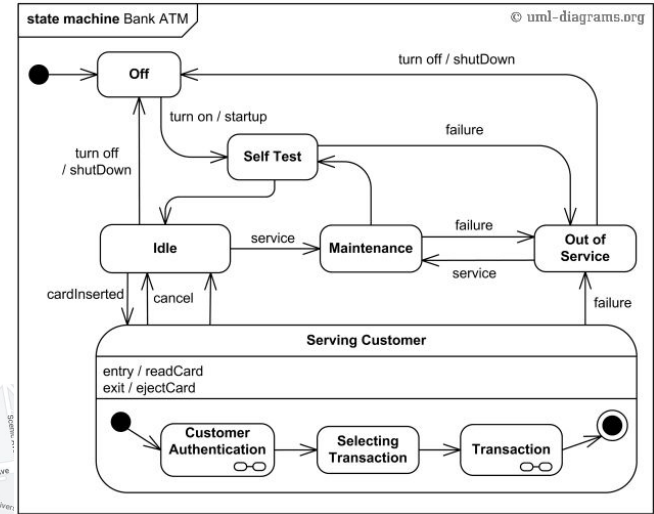 state machine Bank ATM
© uml-diagrams.org
Off
turn off / shutDown
turn on / startup
failure
turn off
/ shutDown
Self Test
Idle
service
Maintenance
failure
service
Out of
Service
cardInserted
cancel
failure
Serving Customer
entry / readCard
exit / ejectCard
Customer
Authentication
Selecting
Transaction
Transaction